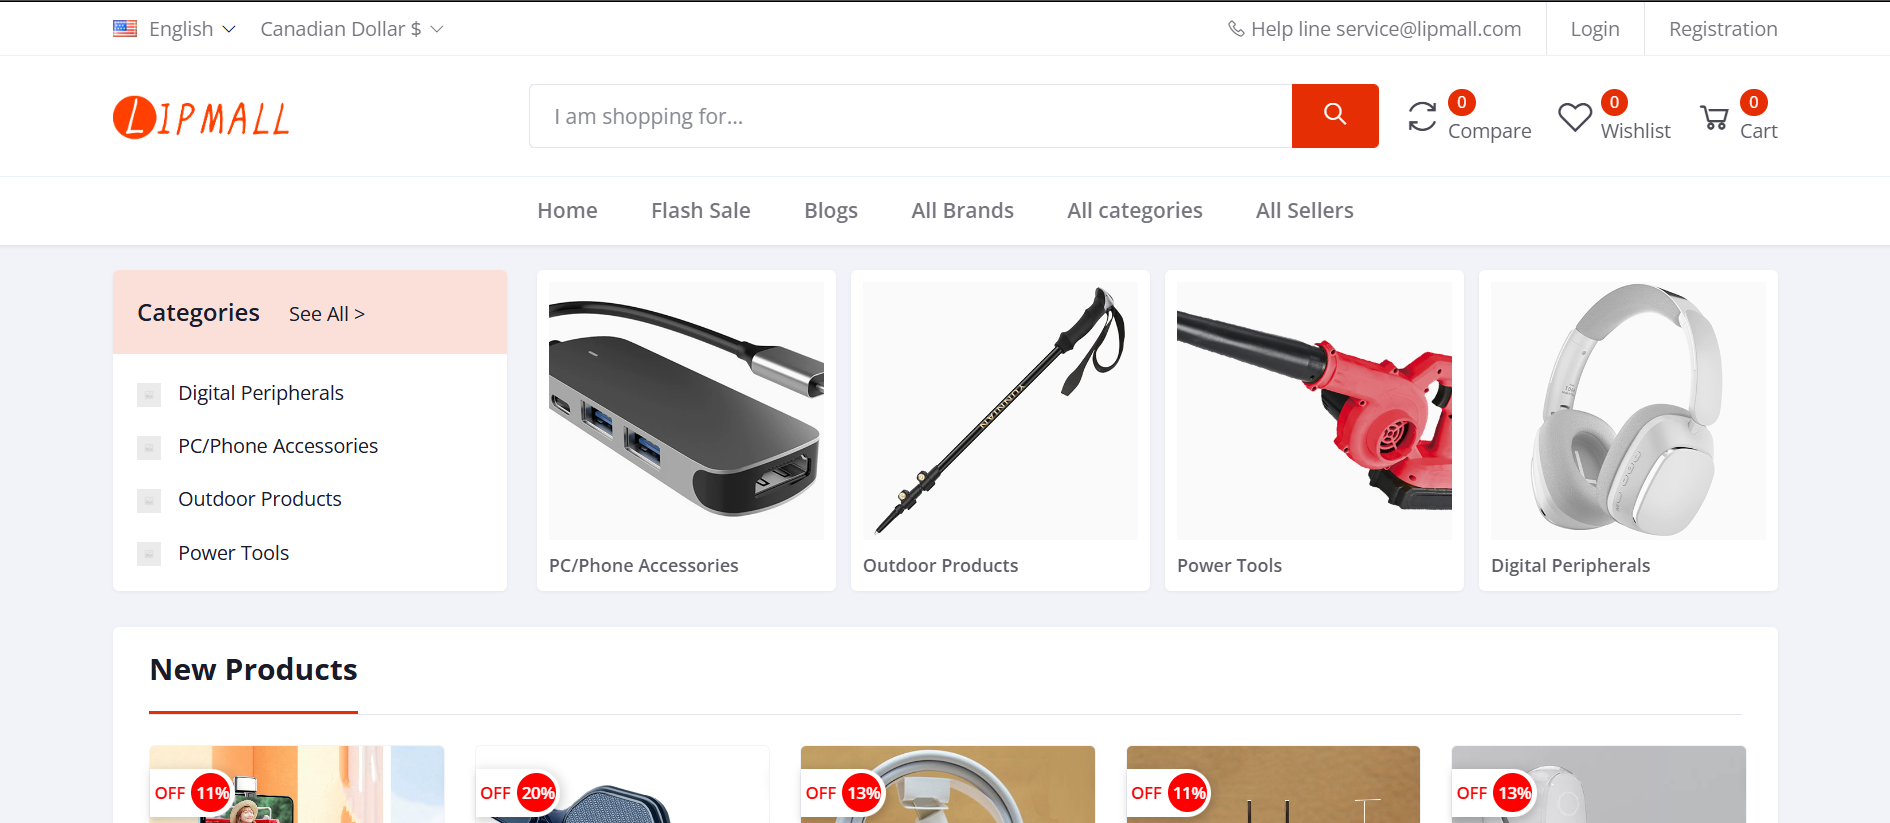 English Canadian Dollar $ Help line service@lipmall.com Login Registration
LIPMALL
I am shopping for...
0 Compare
0 Wishlist
0 Cart
Home Flash Sale Blogs All Brands All categories All Sellers
Categories See All >
Digital Peripherals
PC/Phone Accessories
Outdoor Products
Power Tools
YUNNIAN
PC/Phone Accessories Outdoor Products Power Tools Digital Peripherals
New Products
OFF 11% OFF 20% OFF 13% OFF 11% OFF 13%